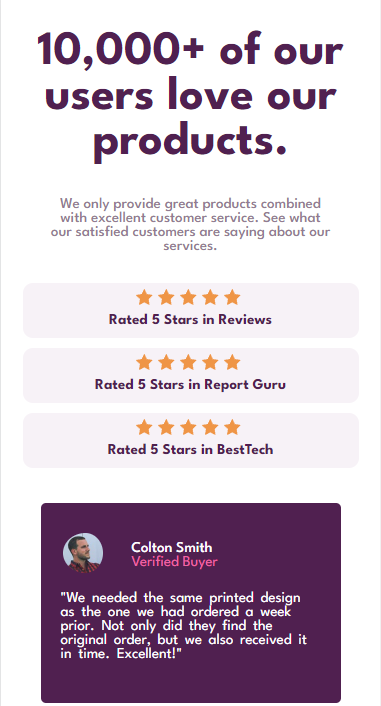 10,000+ of our
users love our
products.
We only provide great products combined
with excellent customer service. See what
our satisfied customers are saying about our
services.
Rated 5 Stars in Reviews
Rated 5 Stars in Report Guru
Rated 5 Stars in BestTech
Colton Smith
Verified Buyer
"We needed the same printed design
as the one we had ordered a week
prior. Not only did they find the
original order, but we also received it
in time. Excellent!"